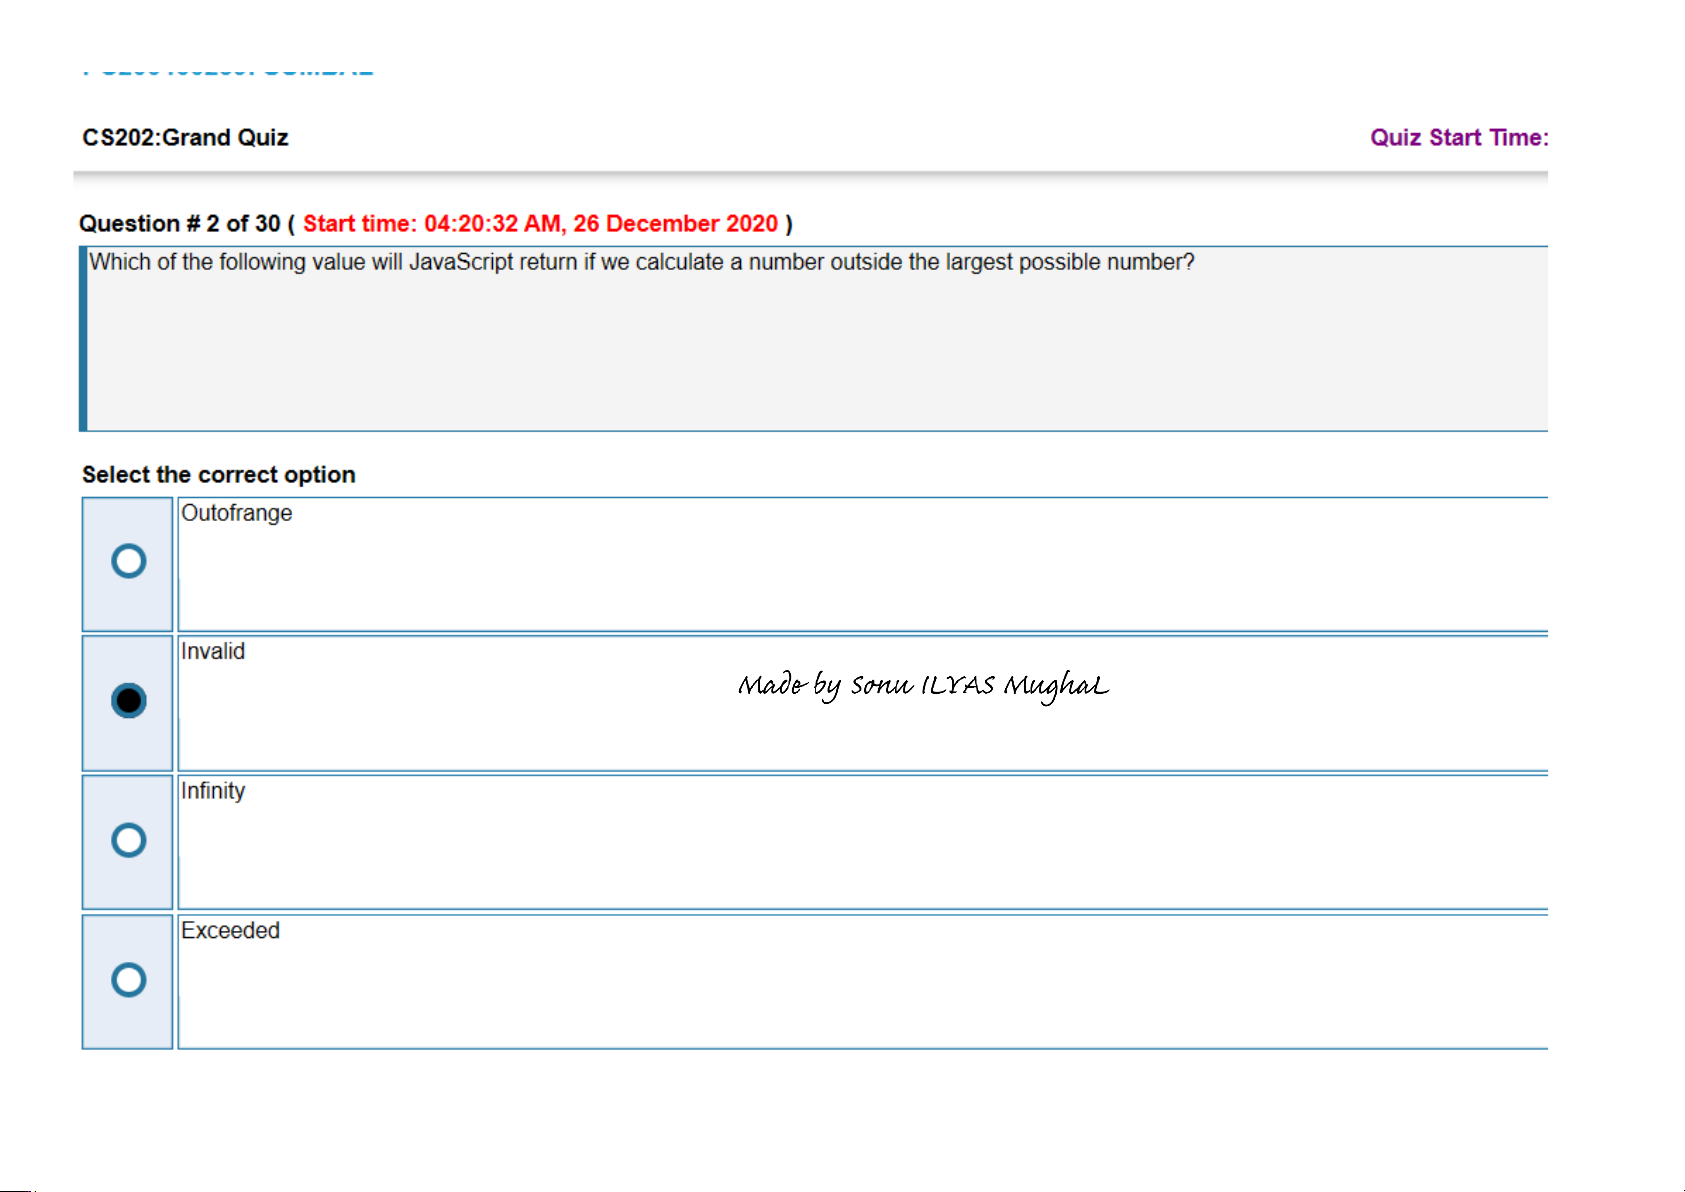 CS202:Grand Quiz
Quiz Start Time:
Question # 2 of 30 ( Start time: 04:20:32 AM, 26 December 2020 )
Which of the following value will JavaScript return if we calculate a number outside the largest possible number?
Select the correct option
Outofrange
Invalid
Made by Sonu ILYAS MughaL
Infinity
Exceeded